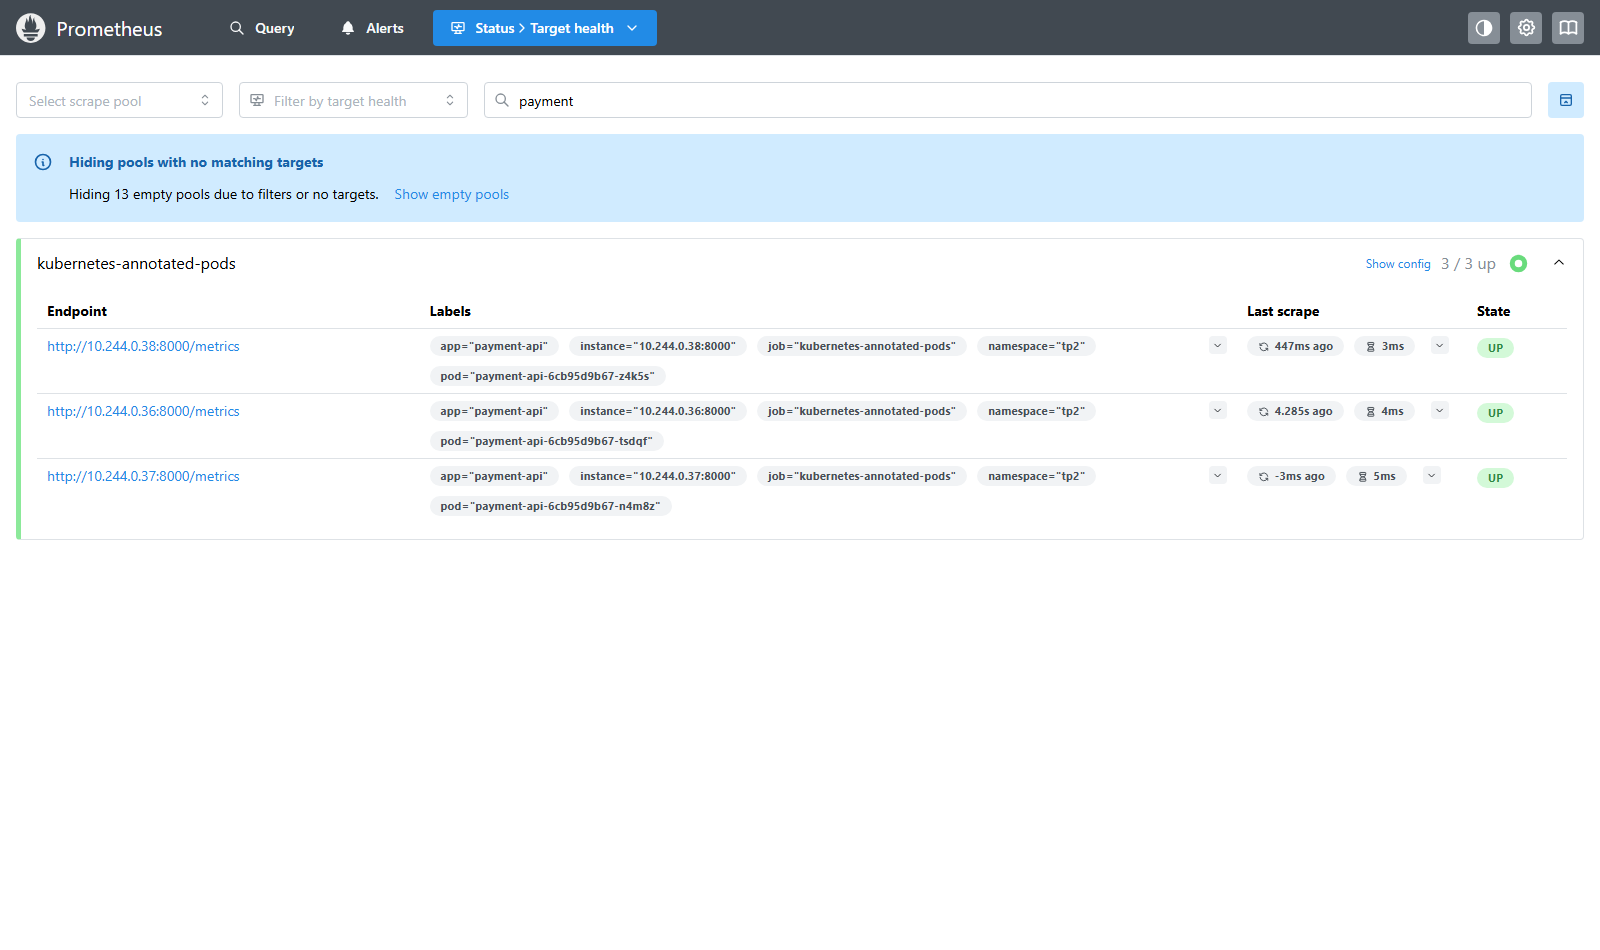 Prometheus Query Alerts Status > Target health
Select scrape pool Filter by target health payment
Hiding pools with no matching targets
Hiding 13 empty pools due to filters or no targets. Show empty pools
kubernetes-annotated-pods Show config 3 / 3 up
Endpoint Labels Last scrape State
http://10.244.0.38:8000/metrics app="payment-api" instance="10.244.0.38:8000" job="kubernetes-annotated-pods" namespace="tp2" 447ms ago 3ms UP
pod="payment-api-6cb95d9b67-z4k5s"
http://10.244.0.36:8000/metrics app="payment-api" instance="10.244.0.36:8000" job="kubernetes-annotated-pods" namespace="tp2" 4.285s ago 4ms UP
pod="payment-api-6cb95d9b67-tsdqf"
http://10.244.0.37:8000/metrics app="payment-api" instance="10.244.0.37:8000" job="kubernetes-annotated-pods" namespace="tp2" -3ms ago 5ms UP
pod="payment-api-6cb95d9b67-n4m8z"